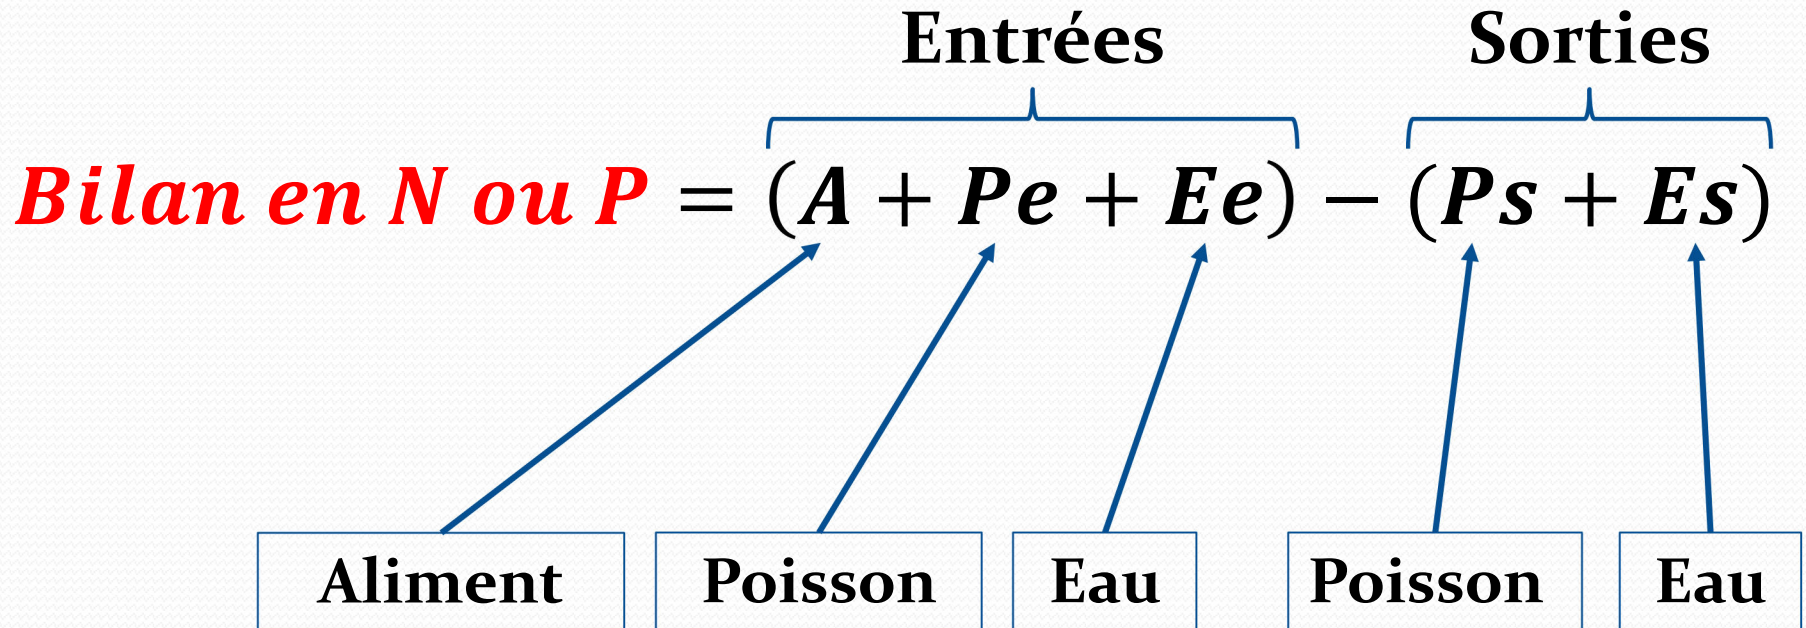 Entrées Sorties
Bilan en N ou P = (A + Pe + Ee) − (Ps + Es)
Aliment Poisson Eau Poisson Eau